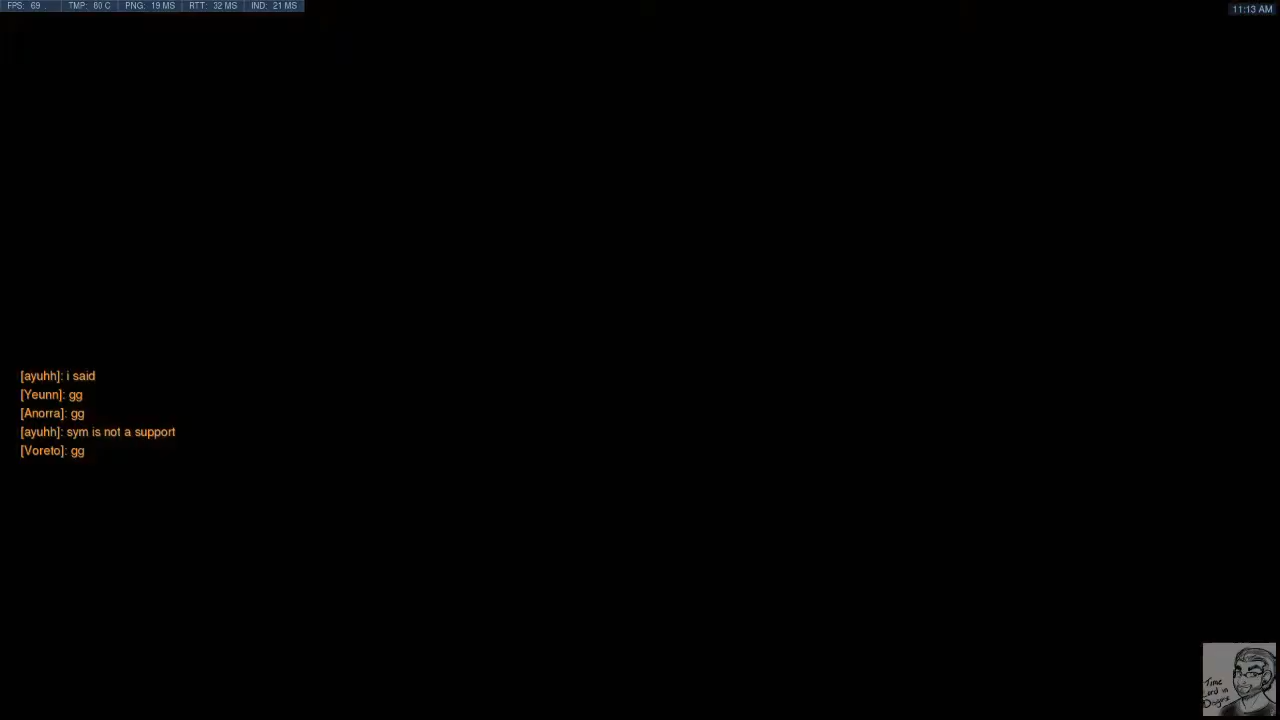 FPS: 69 . TMP: 80 C PNG: 19 MS RTT: 32 MS IND: 21 MS
11:13 AM
[ayuhh]: i said
[Yeunn]: gg
[Anorra]: gg
[ayuhh]: sym is not a support
[Voreto]: gg
Time
Lord in